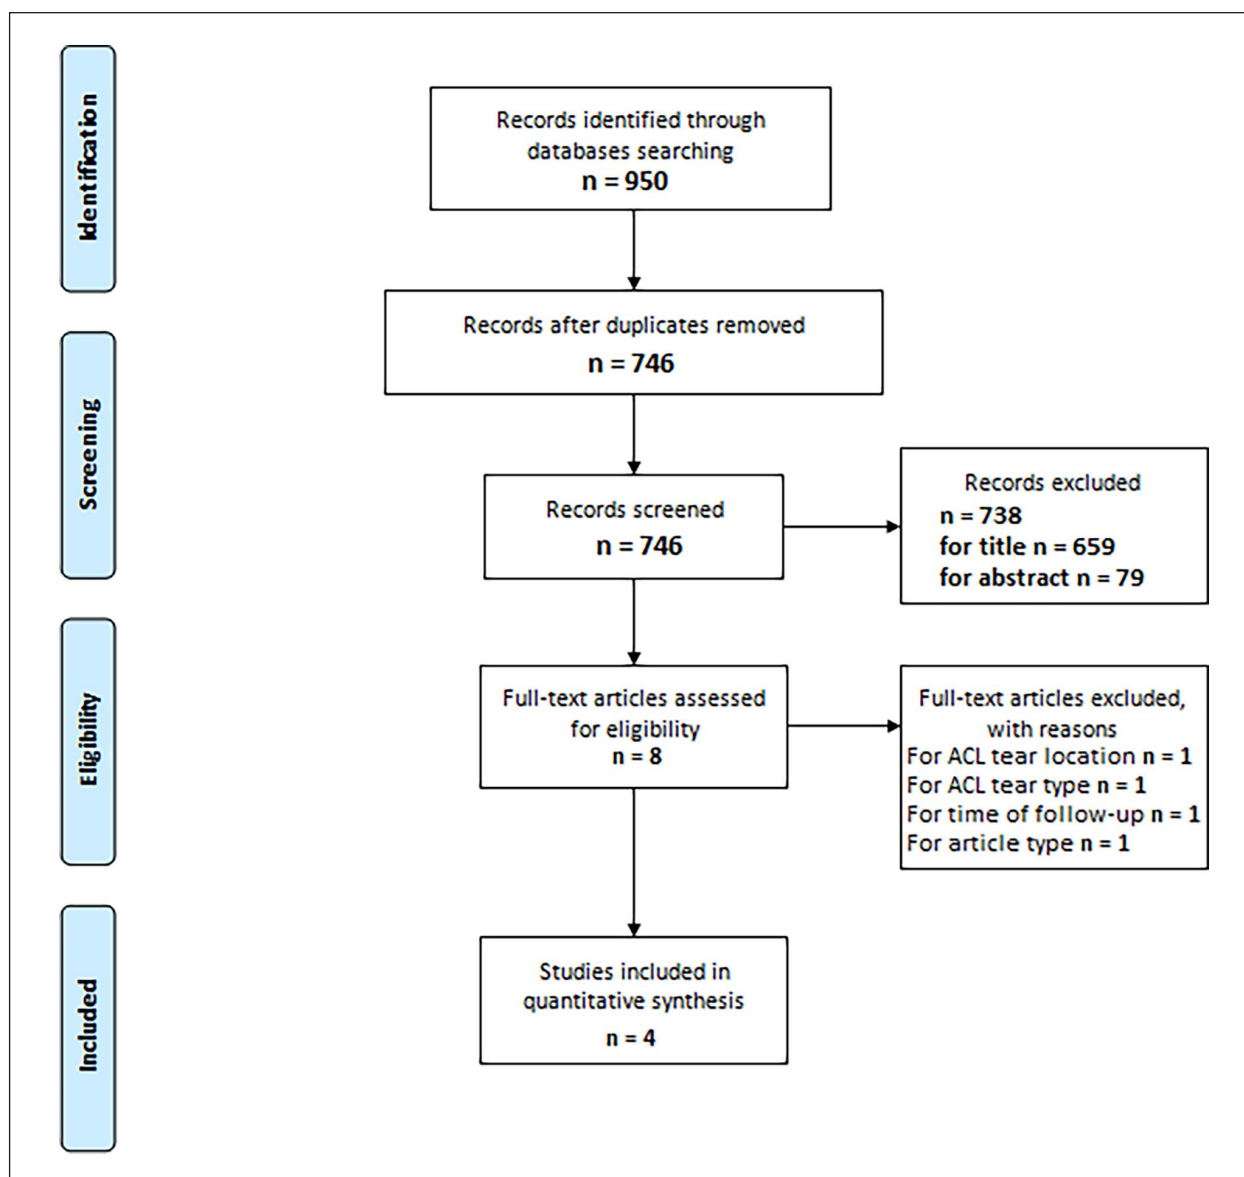 Identification
Records identified through
databases searching
n = 950
Records after duplicates removed
n = 746
Screening
Records screened
n = 746
Records excluded
n = 738
for title n = 659
for abstract n = 79
Eligibility
Full-text articles assessed
for eligibility
n = 8
Full-text articles excluded,
with reasons
For ACL tear location n = 1
For ACL tear type n = 1
For time of follow-up n = 1
For article type n = 1
Included
Studies included in
quantitative synthesis
n = 4